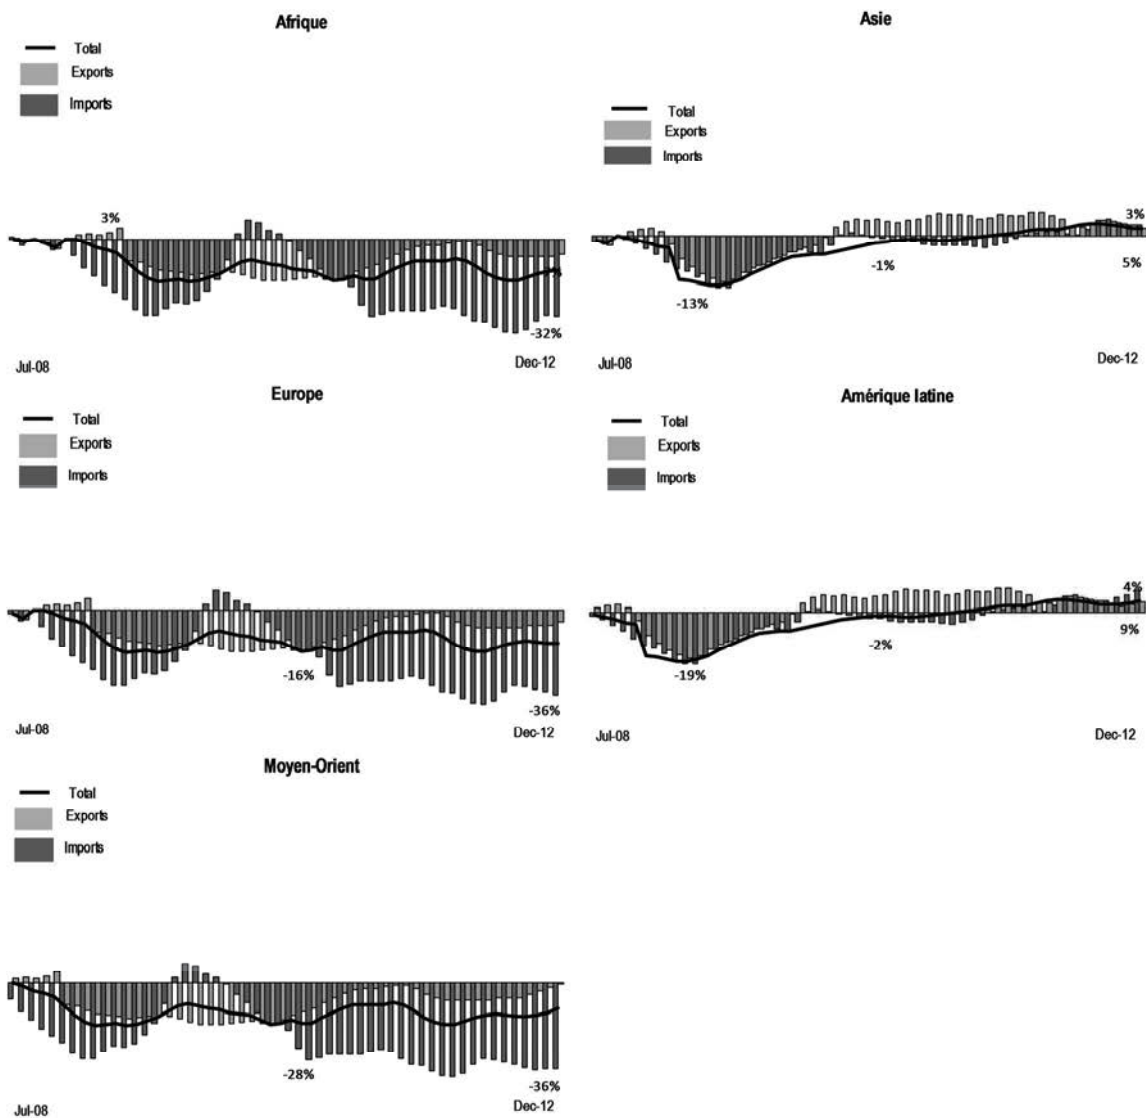 Afrique
Total
Exports
Imports
3%
-32%
Jul-08
Dec-12
Asie
Total
Exports
Imports
3%
-1%
5%
-13%
Jul-08
Dec-12
Europe
Total
Exports
Imports
-16%
-36%
Jul-08
Dec-12
Amérique latine
Total
Exports
Imports
4%
9%
-2%
-19%
Jul-08
Dec-12
Moyen-Orient
Total
Exports
Imports
-28%
-36%
Jul-08
Dec-12